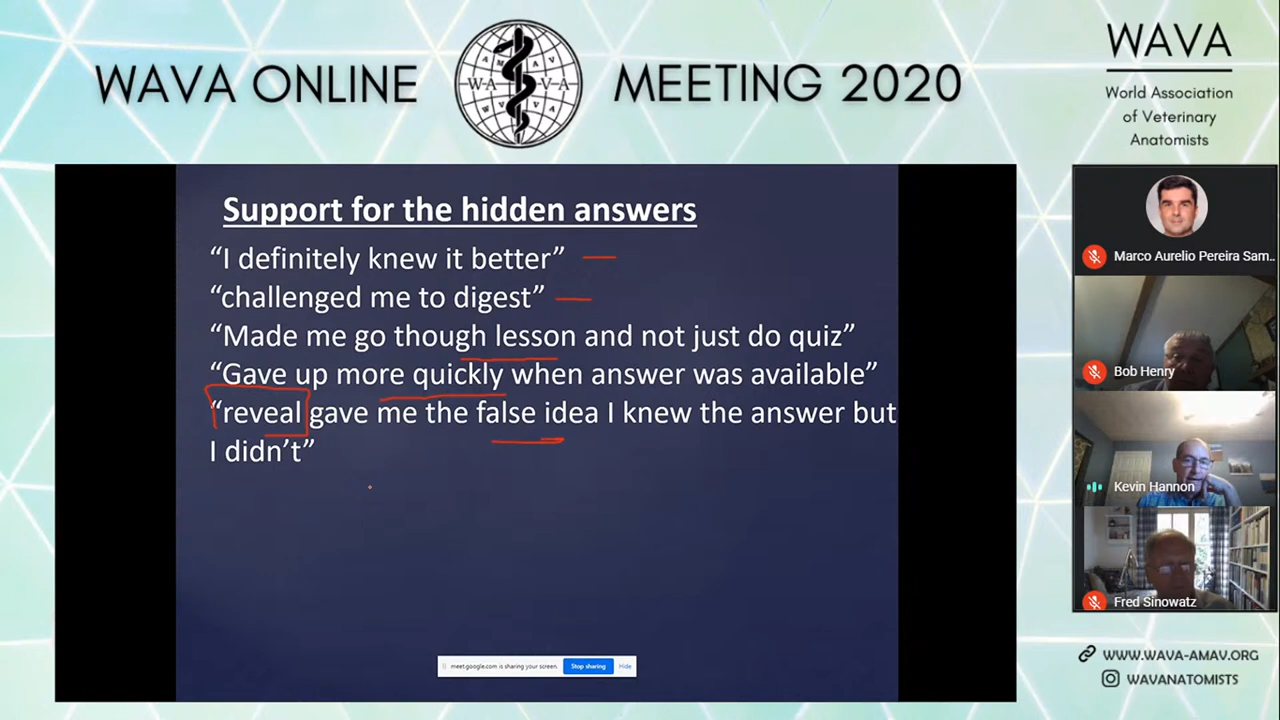 WAVA ONLINE MEETING 2020
WAVA
World Association
of Veterinary
Anatomists
Support for the hidden answers
“I definitely knew it better”
“challenged me to digest”
“Made me go though lesson and not just do quiz”
“Gave up more quickly when answer was available”
“reveal gave me the false idea I knew the answer but
I didn’t”
meet.google.com is sharing your screen. Stop sharing Hide
Marco Aurelio Pereira Sam..
Bob Henry
Kevin Hannon
Fred Sinowatz
WWW.WAVA-AMAV.ORG
WAVANATOMISTS